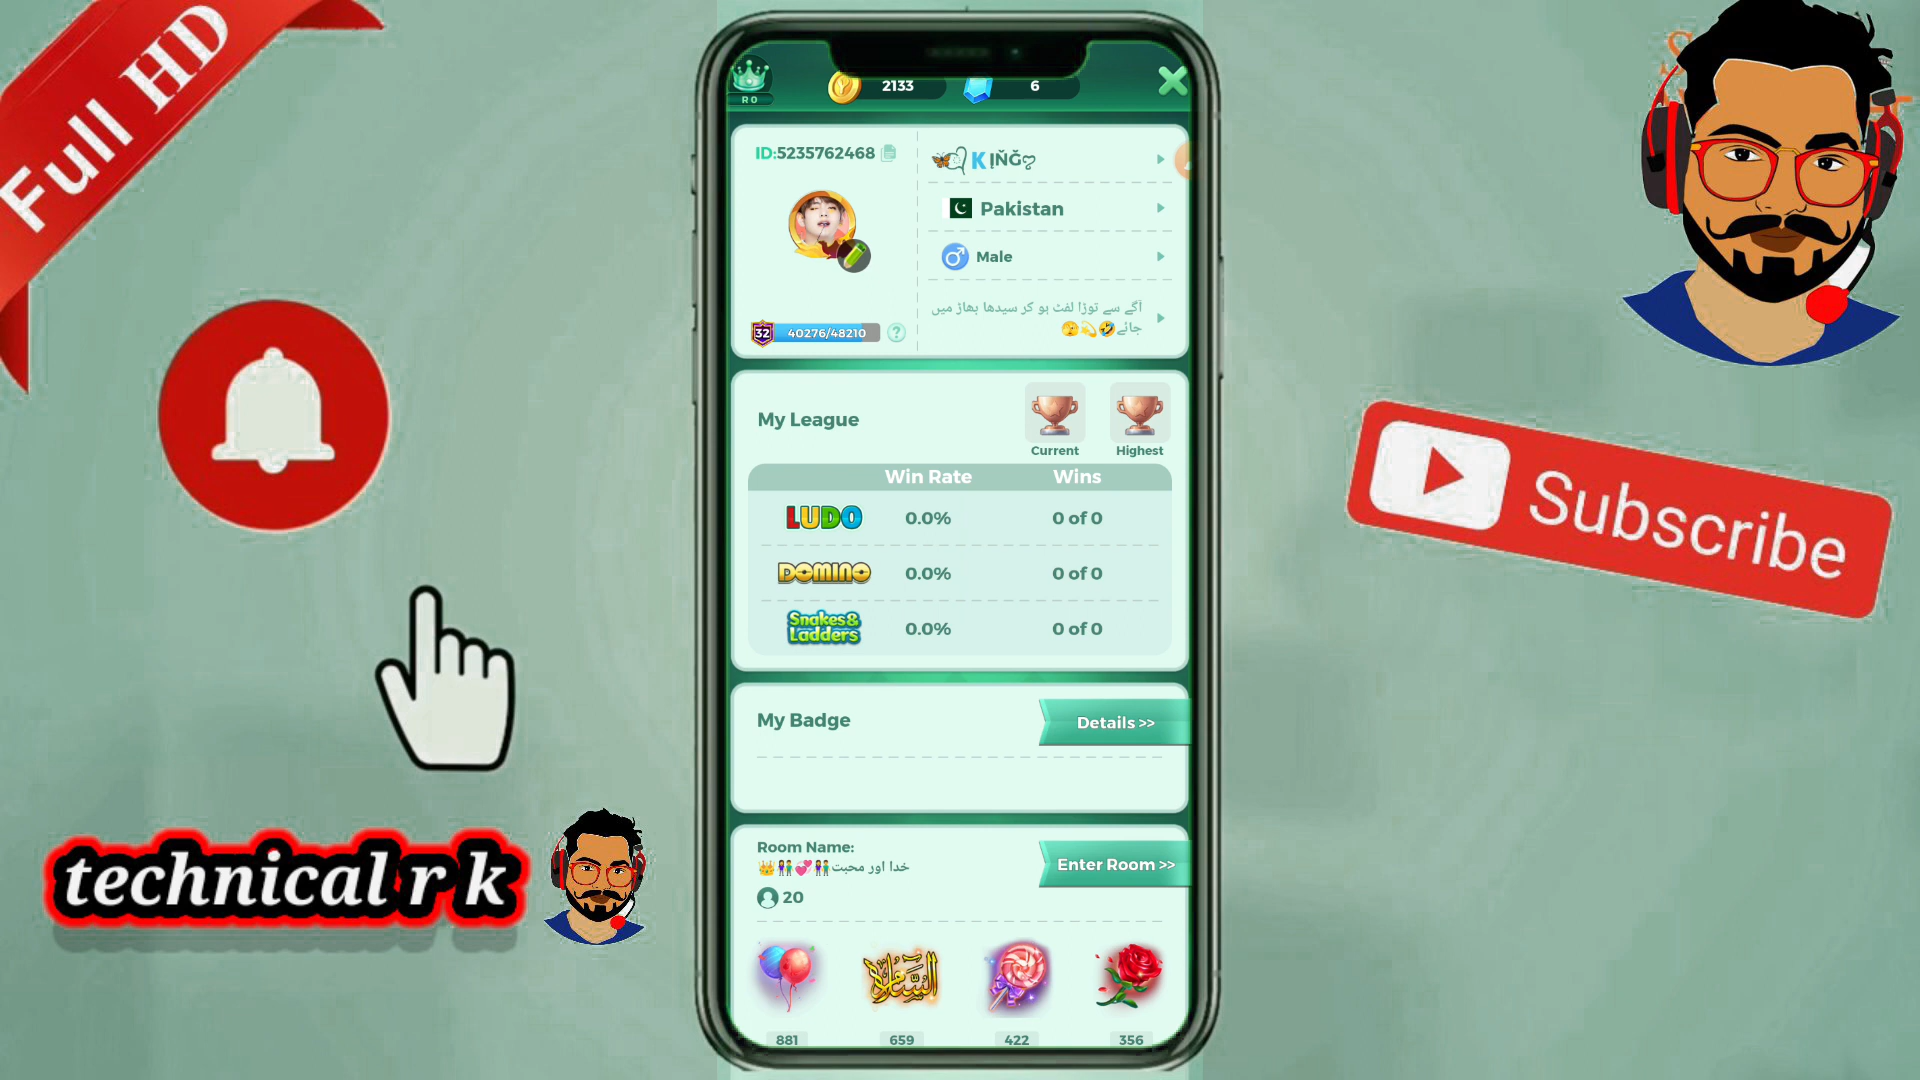 Full HD
R0
2133
6
ID:5235762468
K ĮŇĞ
Pakistan
Male
آگے سے توڑا لفٹ ہو کر سیدھا بھاڑ میں
جائے🤣💫🫣
32
40276/48210
?
My League
Current
Highest
Win Rate
Wins
LUDO
0.0%
0 of 0
DOMINO
0.0%
0 of 0
Snakes&
Ladders
0.0%
0 of 0
My Badge
Details >>
Room Name:
خدا اور محبت👫💞👫👑
Enter Room >>
20
السلام
881
659
422
356
Subscribe
technical r k